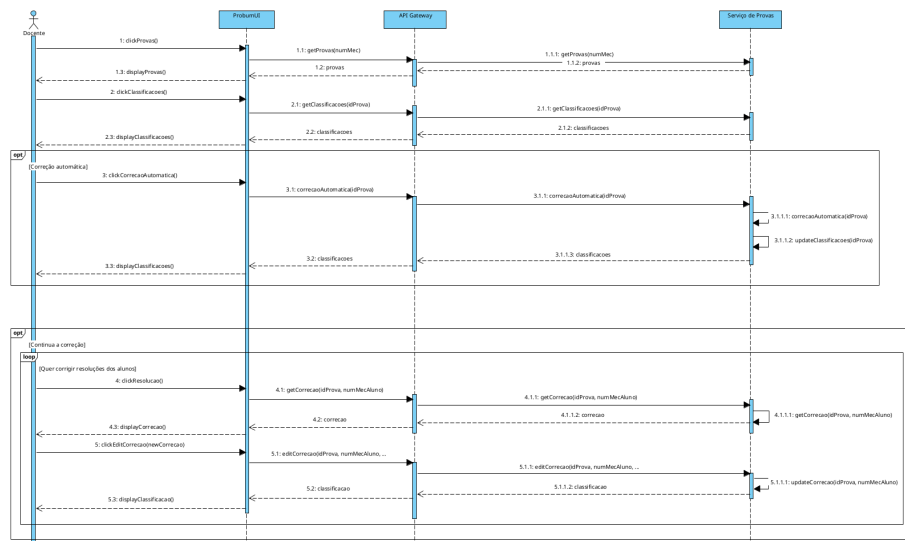 Docente
ProbumUI
API Gateway
Serviço de Provas
1: clickProvas()
1.1: getProvas(numMec)
1.1.1: getProvas(numMec)
1.1.2: provas
1.2: provas
1.3: displayProvas()
2: clickClassificacoes()
2.1: getClassificacoes(idProva)
2.1.1: getClassificacoes(idProva)
2.1.2: classificacoes
2.2: classificacoes
2.3: displayClassificacoes()
opt
[Correção automática]
3: clickCorrecaoAutomatica()
3.1: correcaoAutomatica(idProva)
3.1.1: correcaoAutomatica(idProva)
3.1.1.1: correcaoAutomatica(idProva)
3.1.1.2: updateClassificacoes(idProva)
3.1.1.3: classificacoes
3.2: classificacoes
3.3: displayClassificacoes()
opt
[Continua a correção]
loop
[Quer corrigir resoluções dos alunos]
4: clickResolucao()
4.1: getCorrecao(idProva, numMecAluno)
4.1.1: getCorrecao(idProva, numMecAluno)
4.1.1.1: getCorrecao(idProva, numMecAluno)
4.1.1.2: correcao
4.2: correcao
4.3: displayCorrecao()
5: clickEditCorrecao(newCorrecao)
5.1: editCorrecao(idProva, numMecAluno, ...
5.1.1: editCorrecao(idProva, numMecAluno, ...
5.1.1.1: updateCorrecao(idProva, numMecAluno)
5.1.1.2: classificacao
5.2: classificacao
5.3: displayClassificacao()